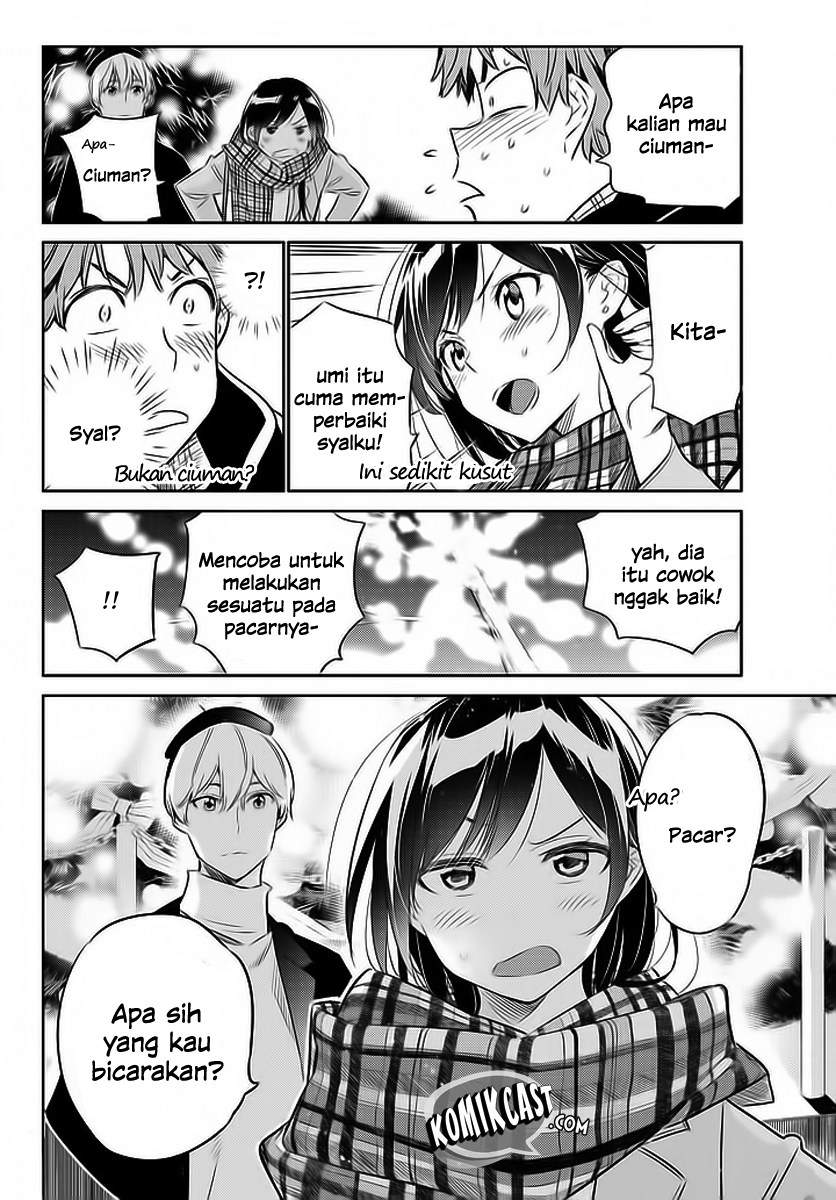 Apa
kalian mau
ciuman-
Apa-
Ciuman?
Kita-
umi itu
cuma mem-
perbaiki
syalku!
Ini sedikit kusut
?!
Syal?
Bukan ciuman?
yah, dia
itu cowok
nggak baik!
Mencoba untuk
melakukan
sesuatu pada
pacarnya-
!!
Apa?
Pacar?
Apa sih
yang kau
bicarakan?
KOMIKCAST
.COM